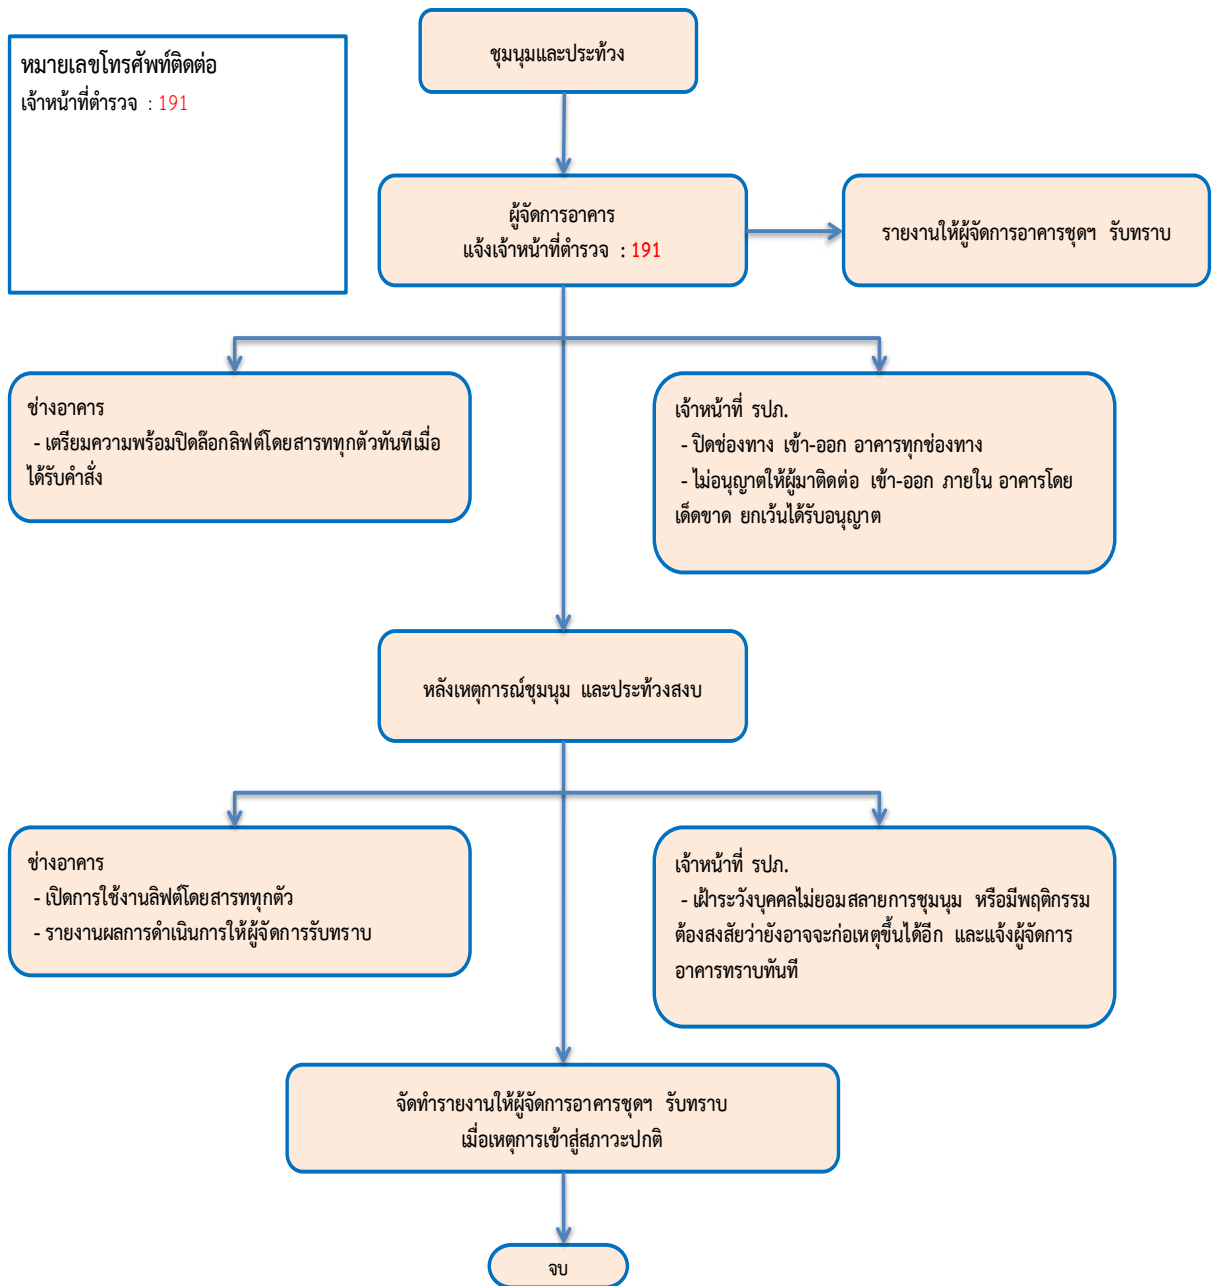 หมายเลขโทรศัพท์ติดต่อ
เจ้าหน้าที่ตำรวจ : 191
ชุมนุมและประท้วง
ผู้จัดการอาคาร
แจ้งเจ้าหน้าที่ตำรวจ : 191
รายงานให้ผู้จัดการอาคารชุดฯ รับทราบ
ช่างอาคาร
- เตรียมความพร้อมปิดล๊อกลิฟต์โดยสารททุกตัวทันทีเมื่อ
ได้รับคำสั่ง
เจ้าหน้าที่ รปภ.
- ปิดช่องทาง เข้า-ออก อาคารทุกช่องทาง
- ไม่อนุญาตให้ผู้มาติดต่อ เข้า-ออก ภายใน อาคารโดย
เด็ดขาด ยกเว้นได้รับอนุญาต
หลังเหตุการณ์ชุมนุม และประท้วงสงบ
ช่างอาคาร
- เปิดการใช้งานลิฟต์โดยสารททุกตัว
- รายงานผลการดำเนินการให้ผู้จัดการรับทราบ
เจ้าหน้าที่ รปภ.
- เฝ้าระวังบุคคลไม่ยอมสลายการชุมนุม หรือมีพฤติกรรม
ต้องสงสัยว่ายังอาจจะก่อเหตุขึ้นได้อีก และแจ้งผู้จัดการ
อาคารทราบทันที
จัดทำรายงานให้ผู้จัดการอาคารชุดฯ รับทราบ
เมื่อเหตุการเข้าสู่สภาวะปกติ
จบ